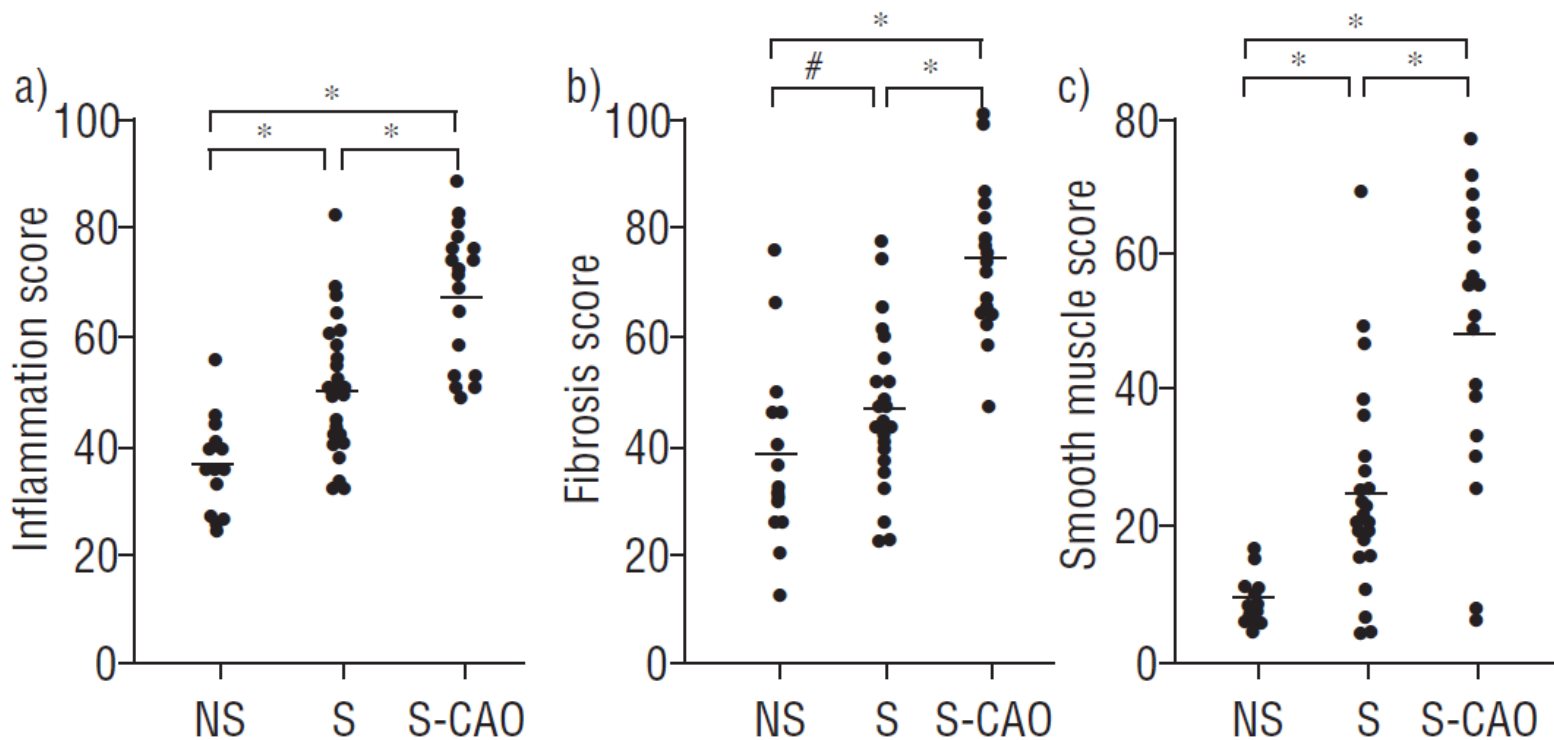 a)
Inflammation score
100
80
60
40
20
0
*
*
*
NS S S-CAO
b)
Fibrosis score
100
80
60
40
20
0
*
#
*
NS S S-CAO
c)
Smooth muscle score
80
60
40
20
0
*
*
*
NS S S-CAO